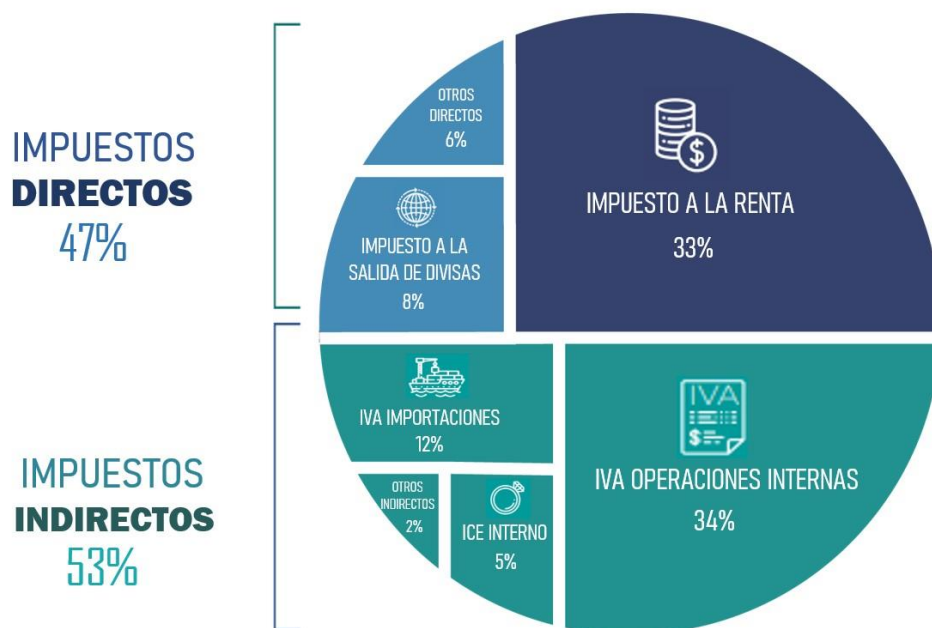 IMPUESTOS
DIRECTOS
47%
OTROS
DIRECTOS
6%
IMPUESTO A LA
SALIDA DE DIVISAS
8%
IMPUESTO A LA RENTA
33%
IMPUESTOS
INDIRECTOS
53%
IVA IMPORTACIONES
12%
OTROS
INDIRECTOS
2%
ICE INTERNO
5%
IVA
IVA OPERACIONES INTERNAS
34%